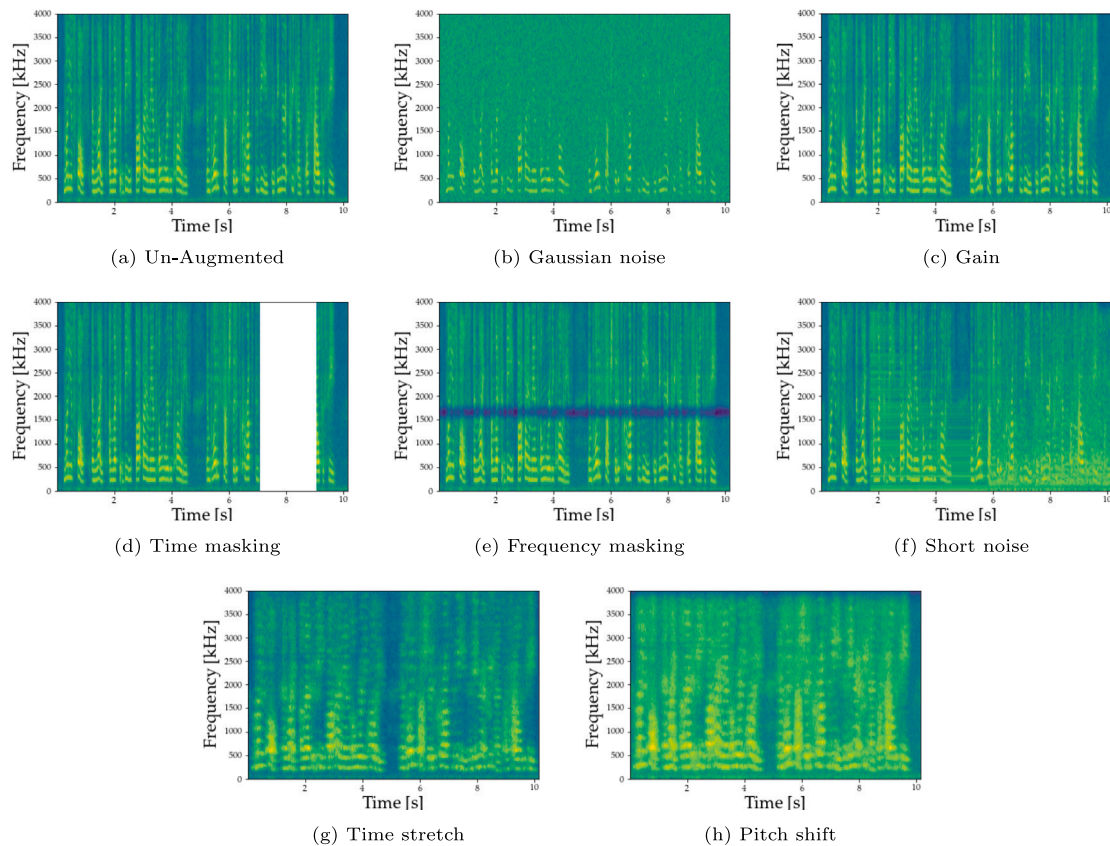 Frequency [kHz]
4000
3500
3000
2500
2000
1500
1000
500
0
2 4 6 8 10
Time [s]
(a) Un-Augmented
Frequency [kHz]
4000
3500
3000
2500
2000
1500
1000
500
0
2 4 6 8 10
Time [s]
(b) Gaussian noise
Frequency [kHz]
4000
3500
3000
2500
2000
1500
1000
500
0
2 4 6 8 10
Time [s]
(c) Gain
Frequency [kHz]
4000
3500
3000
2500
2000
1500
1000
500
0
2 4 6 8 10
Time [s]
(d) Time masking
Frequency [kHz]
4000
3500
3000
2500
2000
1500
1000
500
0
2 4 6 8 10
Time [s]
(e) Frequency masking
Frequency [kHz]
4000
3500
3000
2500
2000
1500
1000
500
0
2 4 6 8 10
Time [s]
(f) Short noise
Frequency [kHz]
4000
3500
3000
2500
2000
1500
1000
500
0
2 4 6 8 10
Time [s]
(g) Time stretch
Frequency [kHz]
4000
3500
3000
2500
2000
1500
1000
500
0
2 4 6 8 10
Time [s]
(h) Pitch shift